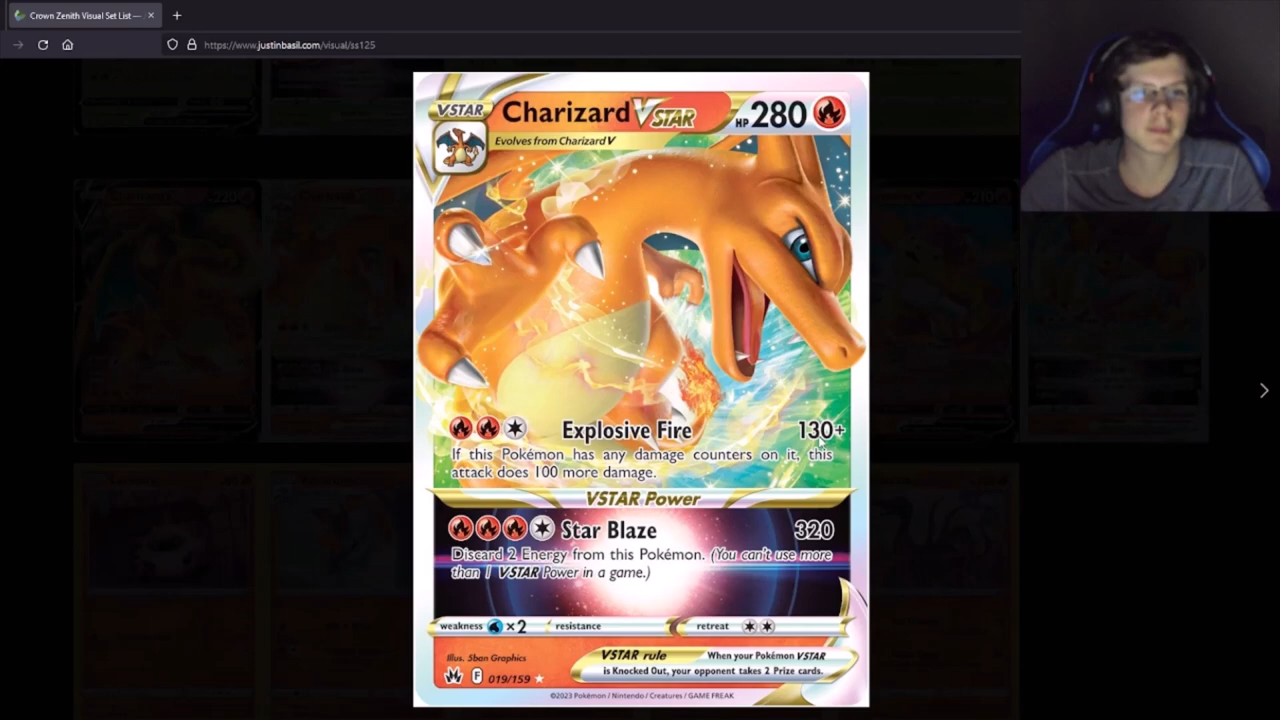 Crown Zenith Visual Set List —
https://www.justinbasil.com/visual/ss125
VSTAR
Charizard VSTAR
HP 280
Evolves from Charizard V
Explosive Fire 130+
If this Pokémon has any damage counters on it, this
attack does 100 more damage.
VSTAR Power
Star Blaze 320
Discard 2 Energy from this Pokémon. (You can't use more
than 1 VSTAR Power in a game.)
weakness ×2 resistance retreat
Illus. 5ban Graphics
F 019/159
VSTAR rule When your Pokémon VSTAR
is Knocked Out, your opponent takes 2 Prize cards.
©2023 Pokémon / Nintendo / Creatures / GAME FREAK